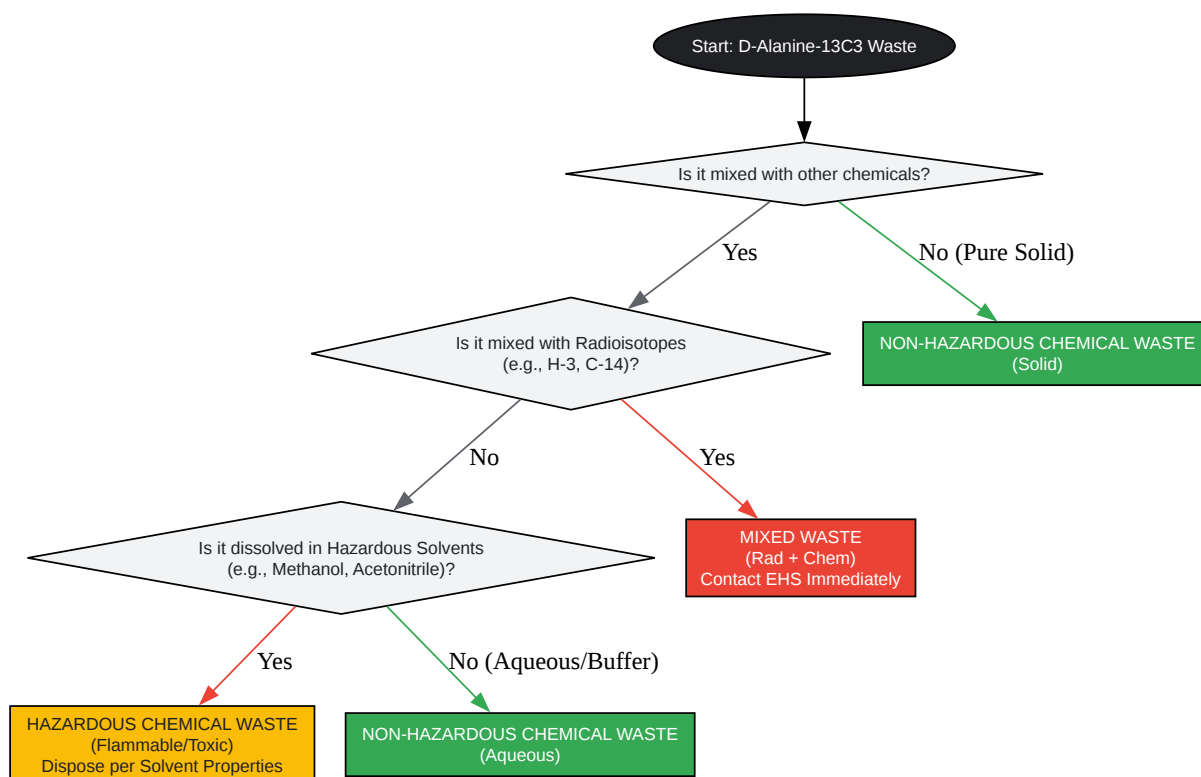 Start: D-Alanine-13C3 Waste
Is it mixed with other chemicals?
Yes
No (Pure Solid)
Is it mixed with Radioisotopes
(e.g., H-3, C-14)?
NON-HAZARDOUS CHEMICAL WASTE
(Solid)
No
Yes
Is it dissolved in Hazardous Solvents
(e.g., Methanol, Acetonitrile)?
MIXED WASTE
(Rad + Chem)
Contact EHS Immediately
Yes
No (Aqueous/Buffer)
HAZARDOUS CHEMICAL WASTE
(Flammable/Toxic)
Dispose per Solvent Properties
NON-HAZARDOUS CHEMICAL WASTE
(Aqueous)